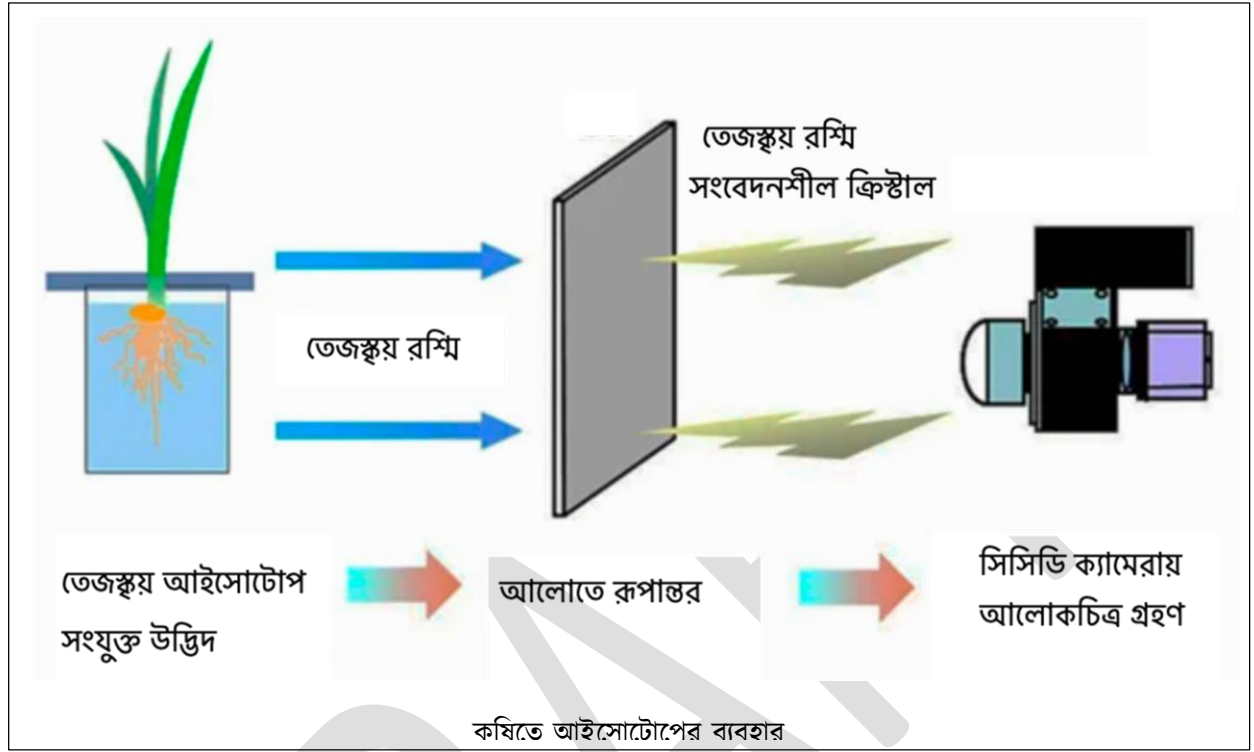 তেজস্ক্রয় রশ্মি
সংবেদনশীল ক্রিস্টাল
তেজস্ক্রয় রশ্মি
তেজস্ক্রয় আইসোটোপ
সংযুক্ত উদ্ভিদ
আলোতে রূপান্তর
সিসিডি ক্যামেরায়
আলোকচিত্র গ্রহণ
কৃষিতে আইসোটোপের ব্যবহার